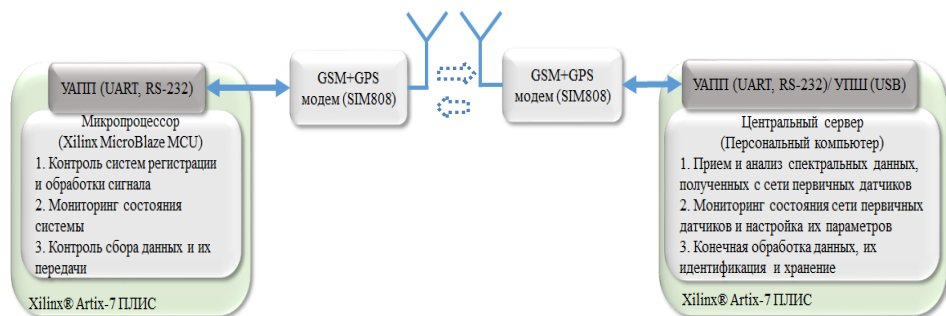 УАПП (UART, RS-232)
Микропроцессор
(Xilinx MicroBlaze MCU)
1. Контроль систем регистрации
и обработки сигнала
2. Мониторинг состояния
системы
3. Контроль сбора данных и их
передачи
Xilinx® Artix-7 ПЛИС
GSM+GPS
модем (SIM808)
GSM+GPS
модем (SIM808)
УАПП (UART, RS-232)/ УПШ (USB)
Центральный сервер
(Персональный компьютер)
1. Прием и анализ спектральных данных,
полученных с сети первичных датчиков
2. Мониторинг состояния сети первичных
датчиков и настройка их параметров
3. Конечная обработка данных, их
идентификация и хранение
Xilinx® Artix-7 ПЛИС